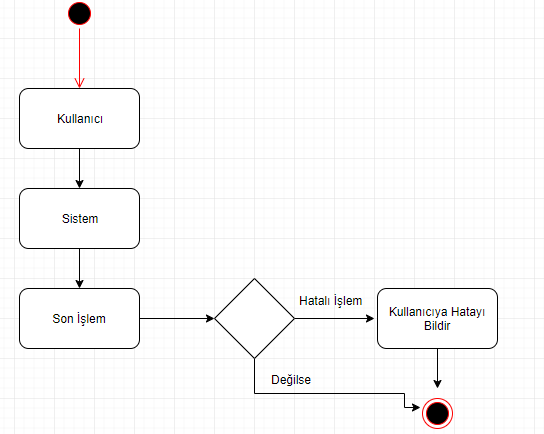 Kullanıcı
Sistem
Son İşlem
Hatalı İşlem
Kullanıcıya Hatayı
Bildir
Değilse